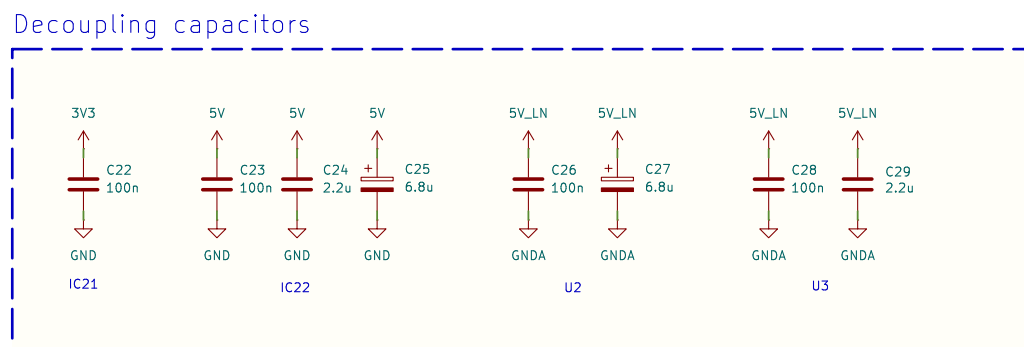 Decoupling capacitors
3V3
5V
5V
5V
5V_LN
5V_LN
5V_LN
5V_LN
C22
100n
C23
100n
C24
2.2u
+
C25
6.8u
C26
100n
+
C27
6.8u
C28
100n
C29
2.2u
GND
GND
GND
GND
GNDA
GNDA
GNDA
GNDA
IC21
IC22
U2
U3